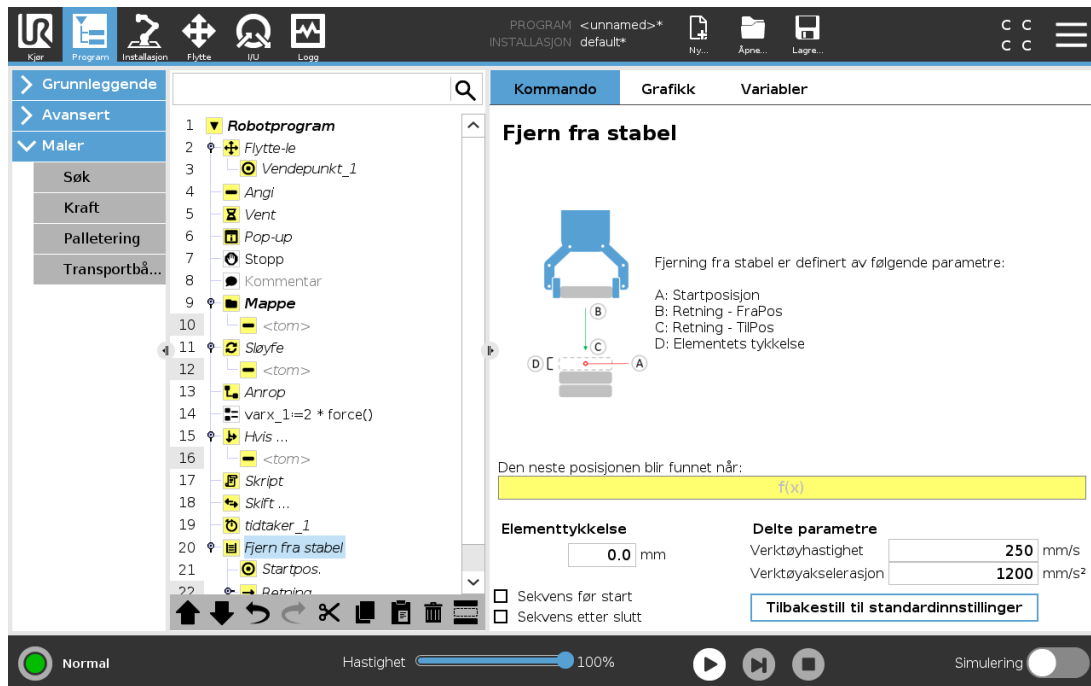 Kjør
Program
Installasjon
Flytte
I/U
Logg
PROGRAM <unnamed>*
INSTALLASJON default*
Ny...
Åpne...
Lagre...
C C
C C
Grunnleggende
Avansert
Maler
Søk
Kraft
Palletering
Transportbå...
1 Robotprogram
2 Flytte-le
3 Vendepunkt_1
4 Angi
5 Vent
6 Pop-up
7 Stopp
8 Kommentar
9 Mappe
10 <tom>
11 Sløyfe
12 <tom>
13 Anrop
14 varx_1≔2 * force()
15 Hvis ...
16 <tom>
17 Skript
18 Skift ...
19 tidtaker_1
20 Fjern fra stabel
21 Startpos.
22 Retning
Kommando
Grafikk
Variabler
Fjern fra stabel
B
C
D
A
Fjerning fra stabel er definert av følgende parametre:
A: Startposisjon
B: Retning - FraPos
C: Retning - TilPos
D: Elementets tykkelse
Den neste posisjonen blir funnet når:
f(x)
Elementtykkelse
0.0 mm
Sekvens før start
Sekvens etter slutt
Delte parametre
Verktøyhastighet 250 mm/s
Verktøyakselerasjon 1200 mm/s²
Tilbakestill til standardinnstillinger
Normal
Hastighet
100%
Simulering